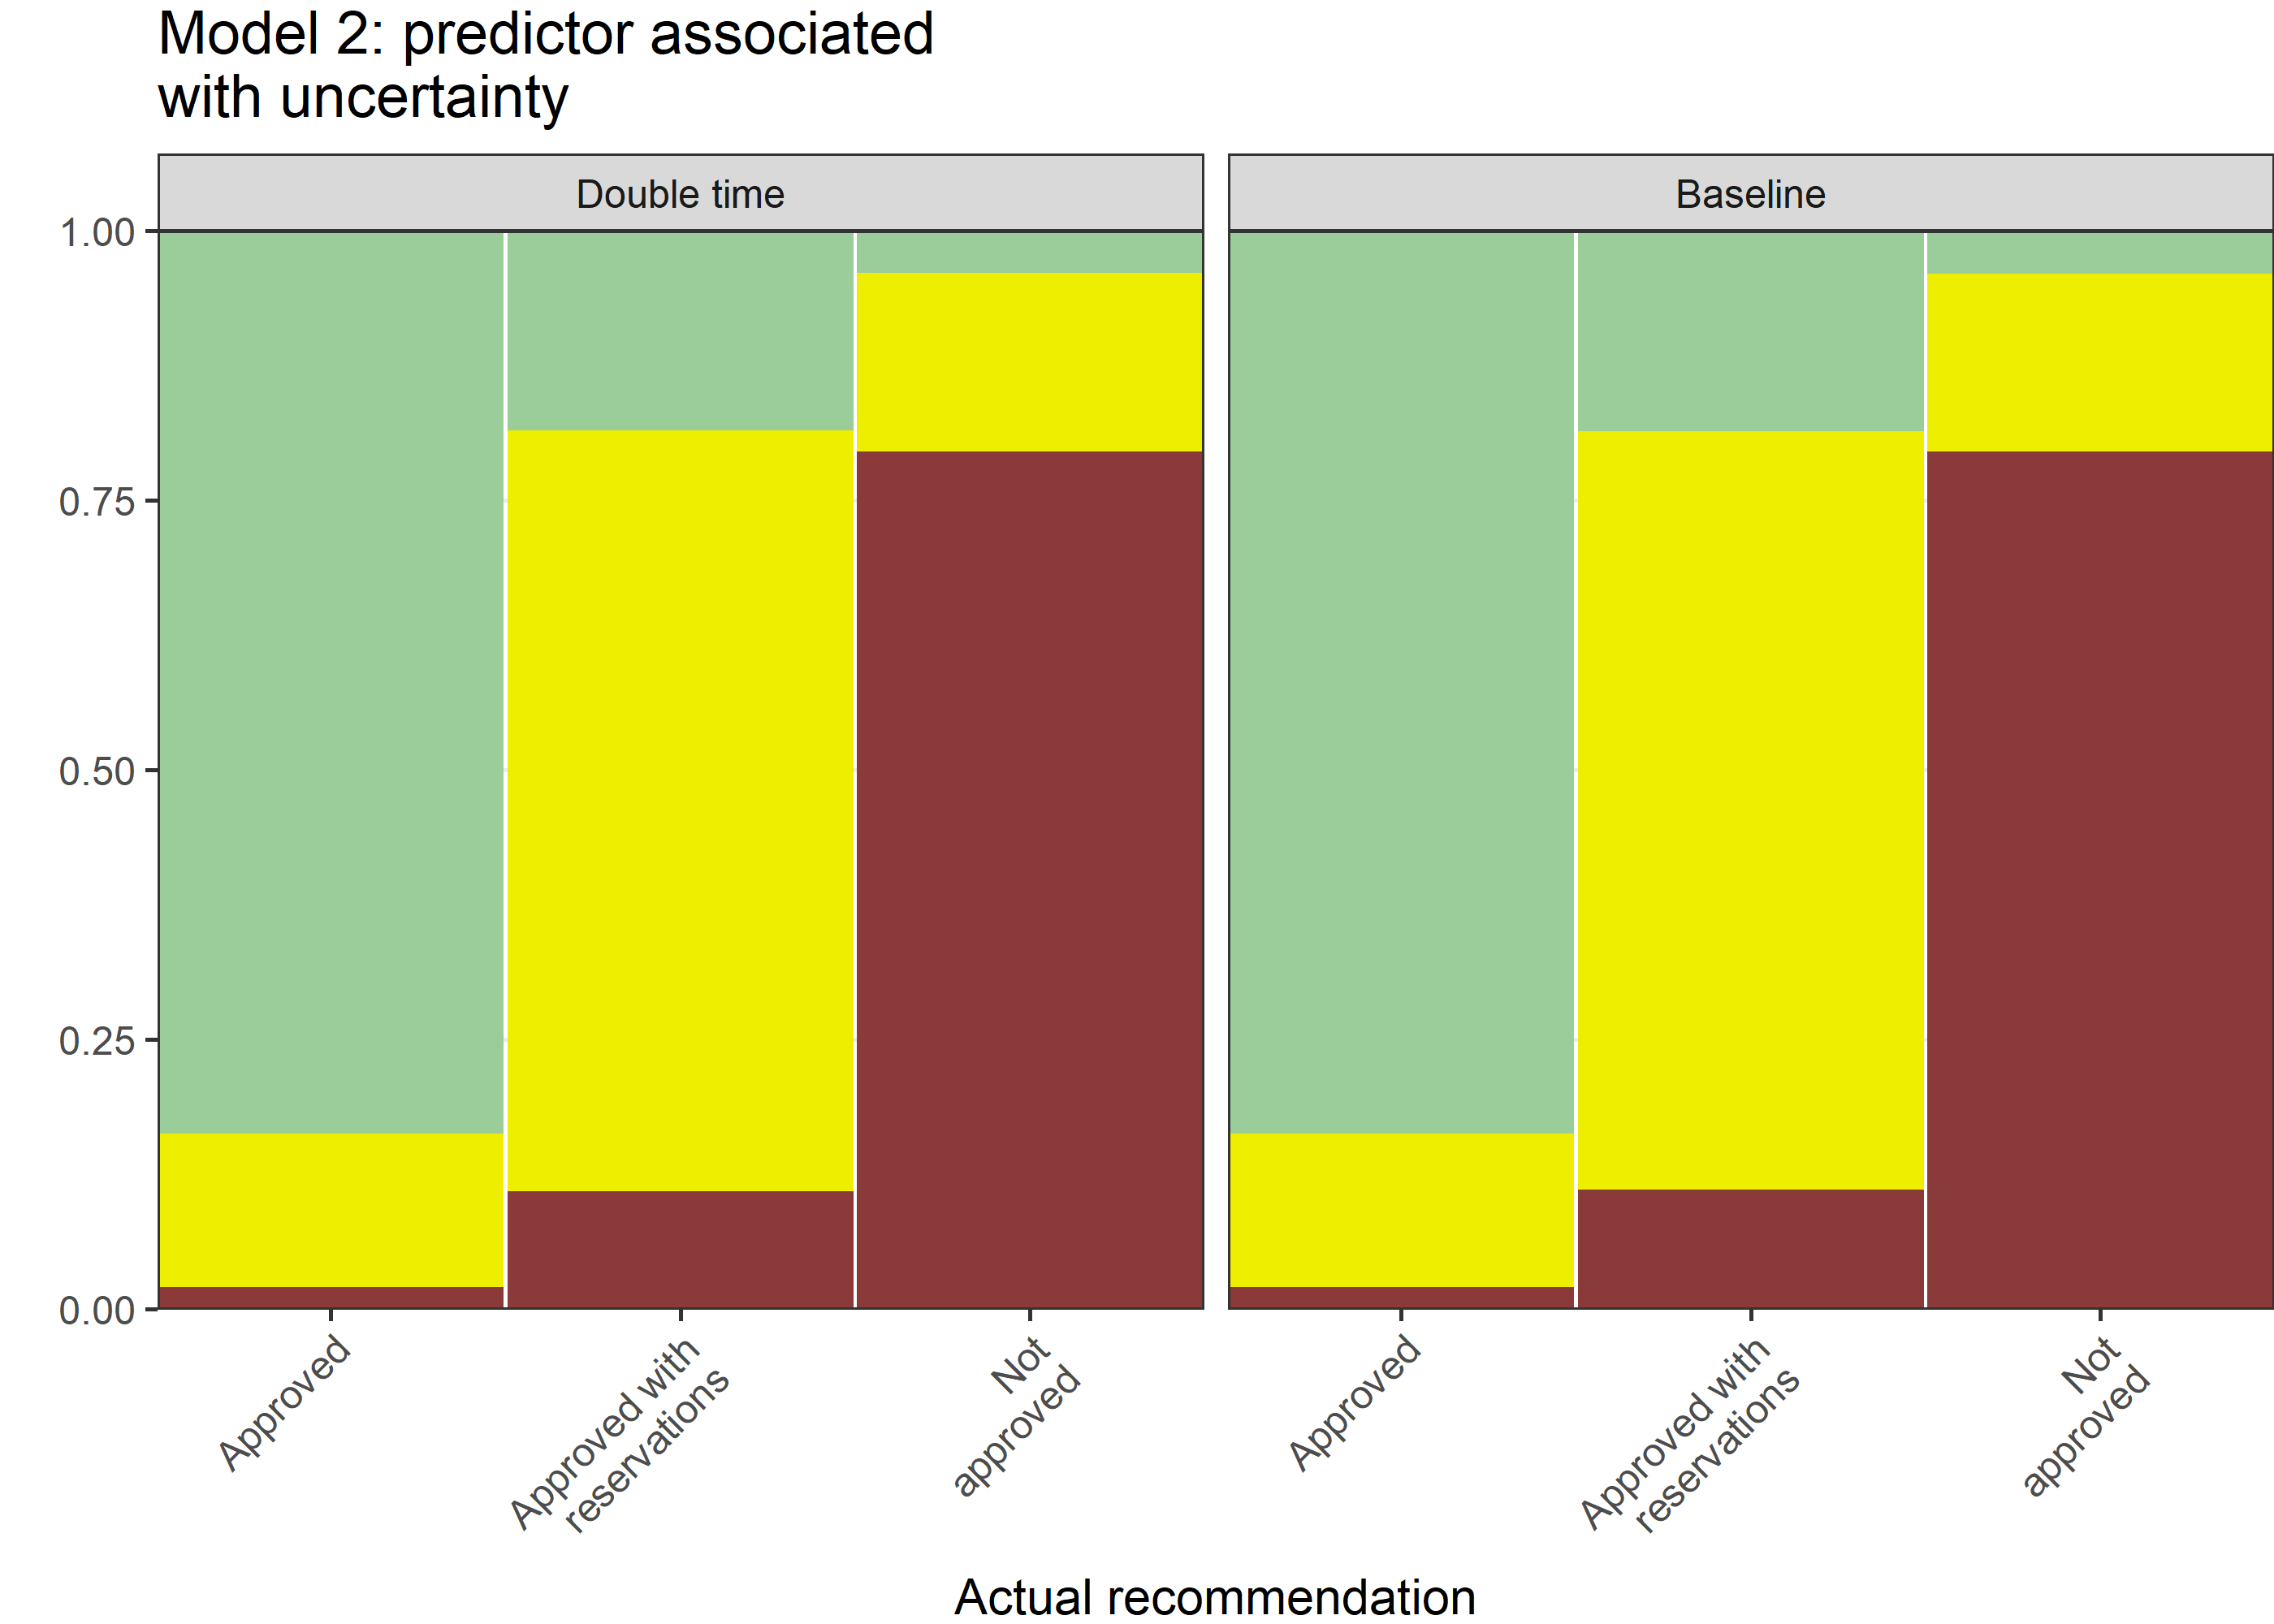 Model 2: predictor associated
with uncertainty
Double time
Baseline
1.00
0.75
0.50
0.25
0.00
Approved
Approved with
reservations
Not
approved
Approved
Approved with
reservations
Not
approved
Actual recommendation